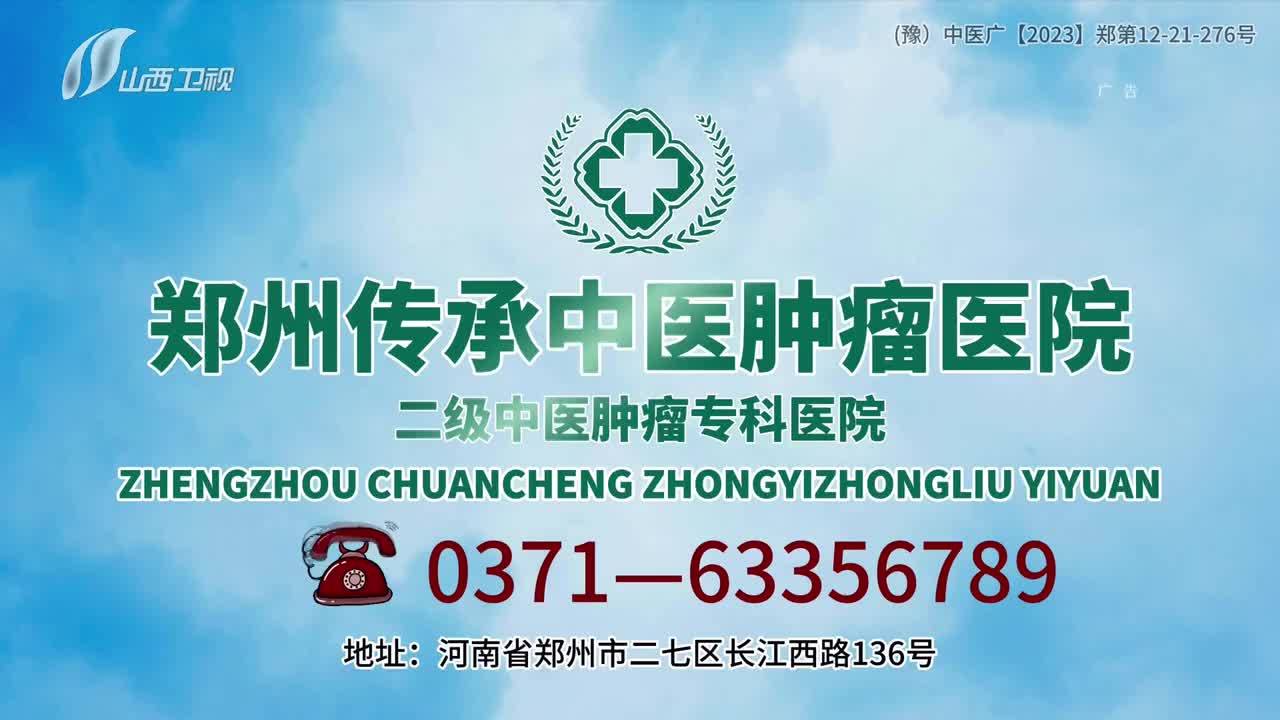 山西卫视
(豫）中医广【2023】郑第12-21-276号
广告
郑州传承中医肿瘤医院
二级中医肿瘤专科医院
ZHENGZHOU CHUANCHENG ZHONGYIZHONGLIU YIYUAN
0371—63356789
地址：河南省郑州市二七区长江西路136号